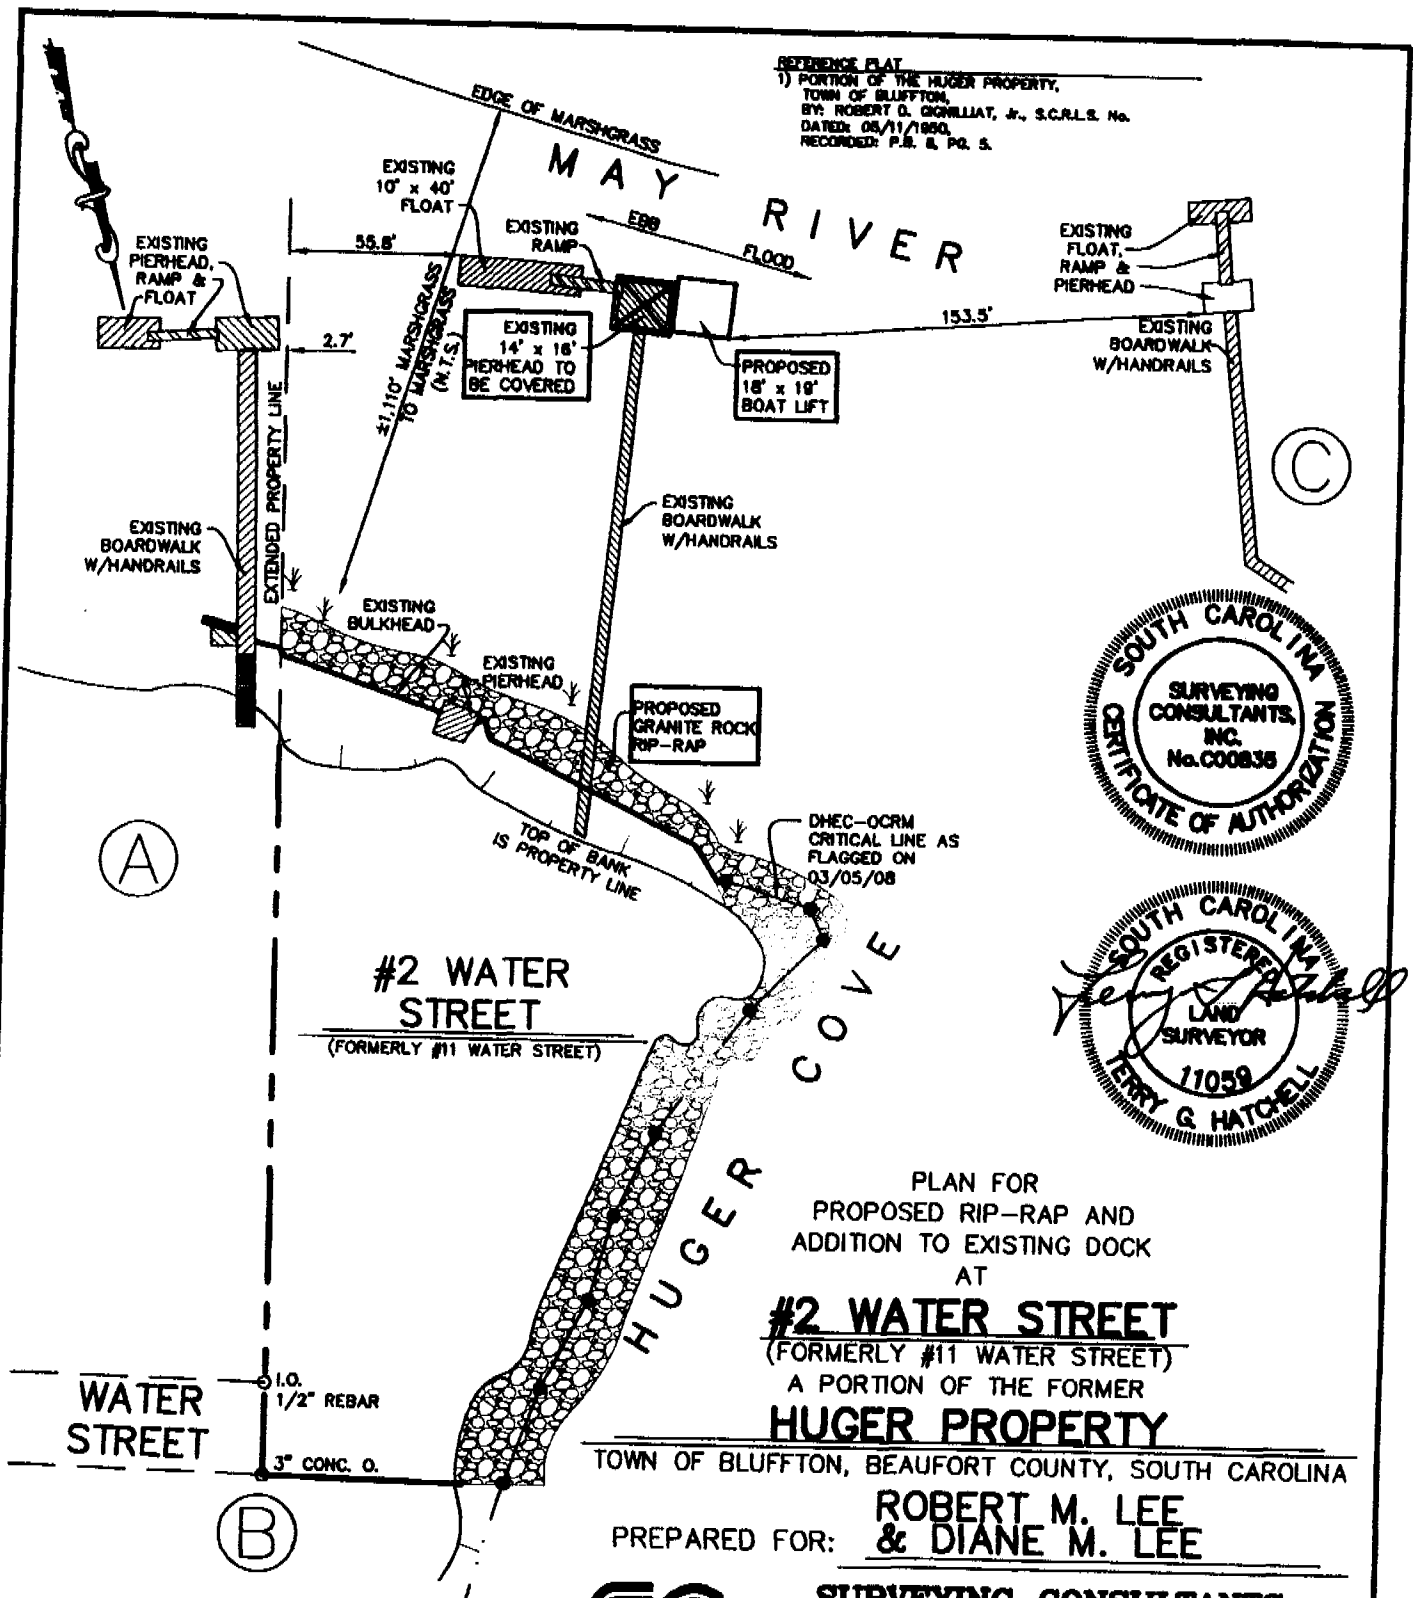 REFERENCE PLAT
1) PORTION OF THE HUGER PROPERTY,
TOWN OF BLUFFTON,
BY: ROBERT D. GIGNILLIAT, Jr., S.C.R.L.S. No.
DATED: 05/11/1950,
RECORDED: P.B. 8, PG. 5.
EDGE OF MARSHGRASS
MAY RIVER
EBB
FLOOD
EXISTING
10' x 40'
FLOAT
EXISTING
RAMP
EXISTING
PIERHEAD,
RAMP &
FLOAT
55.8'
2.7'
±1,110' MARSHGRASS
TO MARSHGRASS
(N.T.S.)
EXISTING
14' x 16'
PIERHEAD TO
BE COVERED
PROPOSED
18' x 19'
BOAT LIFT
153.5'
EXISTING
FLOAT,
RAMP &
PIERHEAD
EXISTING
BOARDWALK
W/HANDRAILS
C
EXTENDED PROPERTY LINE
EXISTING
BOARDWALK
W/HANDRAILS
EXISTING
BOARDWALK
W/HANDRAILS
EXISTING
BULKHEAD
EXISTING
PIERHEAD
PROPOSED
GRANITE ROCK
RIP-RAP
SOUTH CAROLINA
CERTIFICATE OF AUTHORIZATION
SURVEYING
CONSULTANTS,
INC.
No.C00835
A
TOP OF BANK
IS PROPERTY LINE
DHEC-OCRM
CRITICAL LINE AS
FLAGGED ON
03/05/08
#2 WATER
STREET
(FORMERLY #11 WATER STREET)
HUGER COVE
SOUTH CAROLINA
REGISTERED
LAND
SURVEYOR
11059
TERRY G. HATCHELL
PLAN FOR
PROPOSED RIP-RAP AND
ADDITION TO EXISTING DOCK
AT
#2 WATER STREET
(FORMERLY #11 WATER STREET)
A PORTION OF THE FORMER
HUGER PROPERTY
TOWN OF BLUFFTON, BEAUFORT COUNTY, SOUTH CAROLINA
PREPARED FOR:
ROBERT M. LEE
& DIANE M. LEE
WATER
STREET
I.O.
1/2" REBAR
3" CONC. O.
B
SURVEYING CONSULTANTS